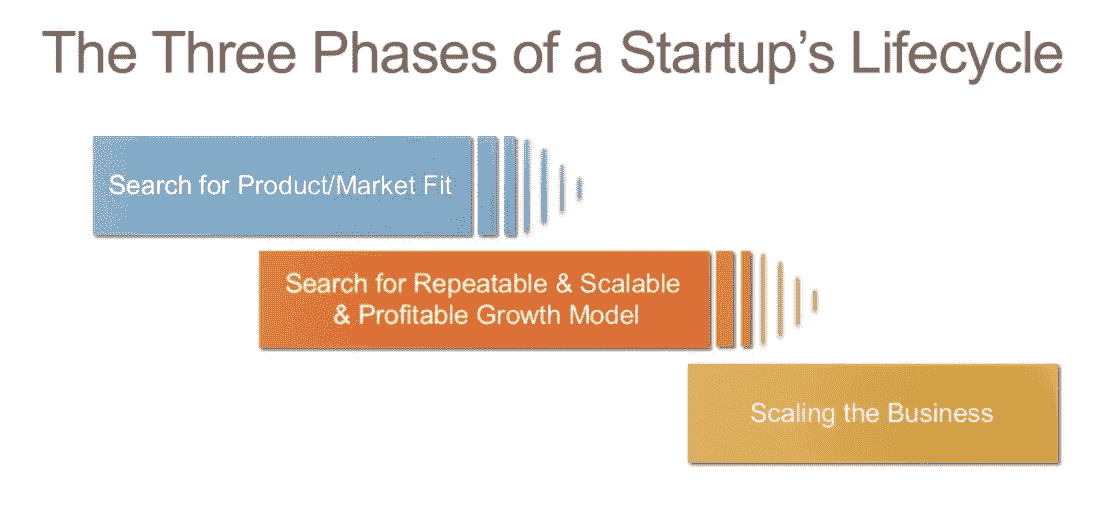 The Three Phases of a Startup’s Lifecycle
Search for Product/Market Fit
Search for Repeatable & Scalable
& Profitable Growth Model
Scaling the Business